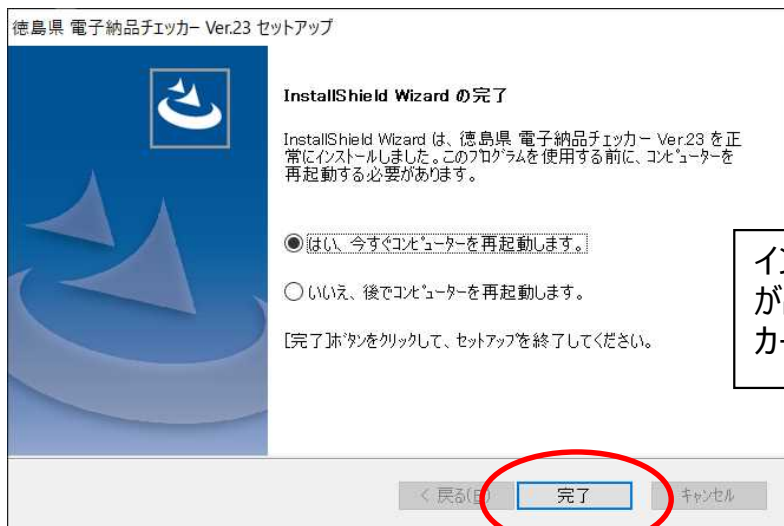 徳島県 電子納品チェッカー Ver.23 セットアップ
InstallShield Wizard の完了
InstallShield Wizard は、徳島県 電子納品チェッカー Ver.23 を正
常にインストールしました。このプログラムを使用する前に、コンピューターを
再起動する必要があります。
はい、今すぐコンピューターを再起動します。
いいえ、後でコンピューターを再起動します。
[完了]ボタンをクリックして、セットアップを終了してください。
イン
が
カー
< 戻る(B)
完了
キャンセル